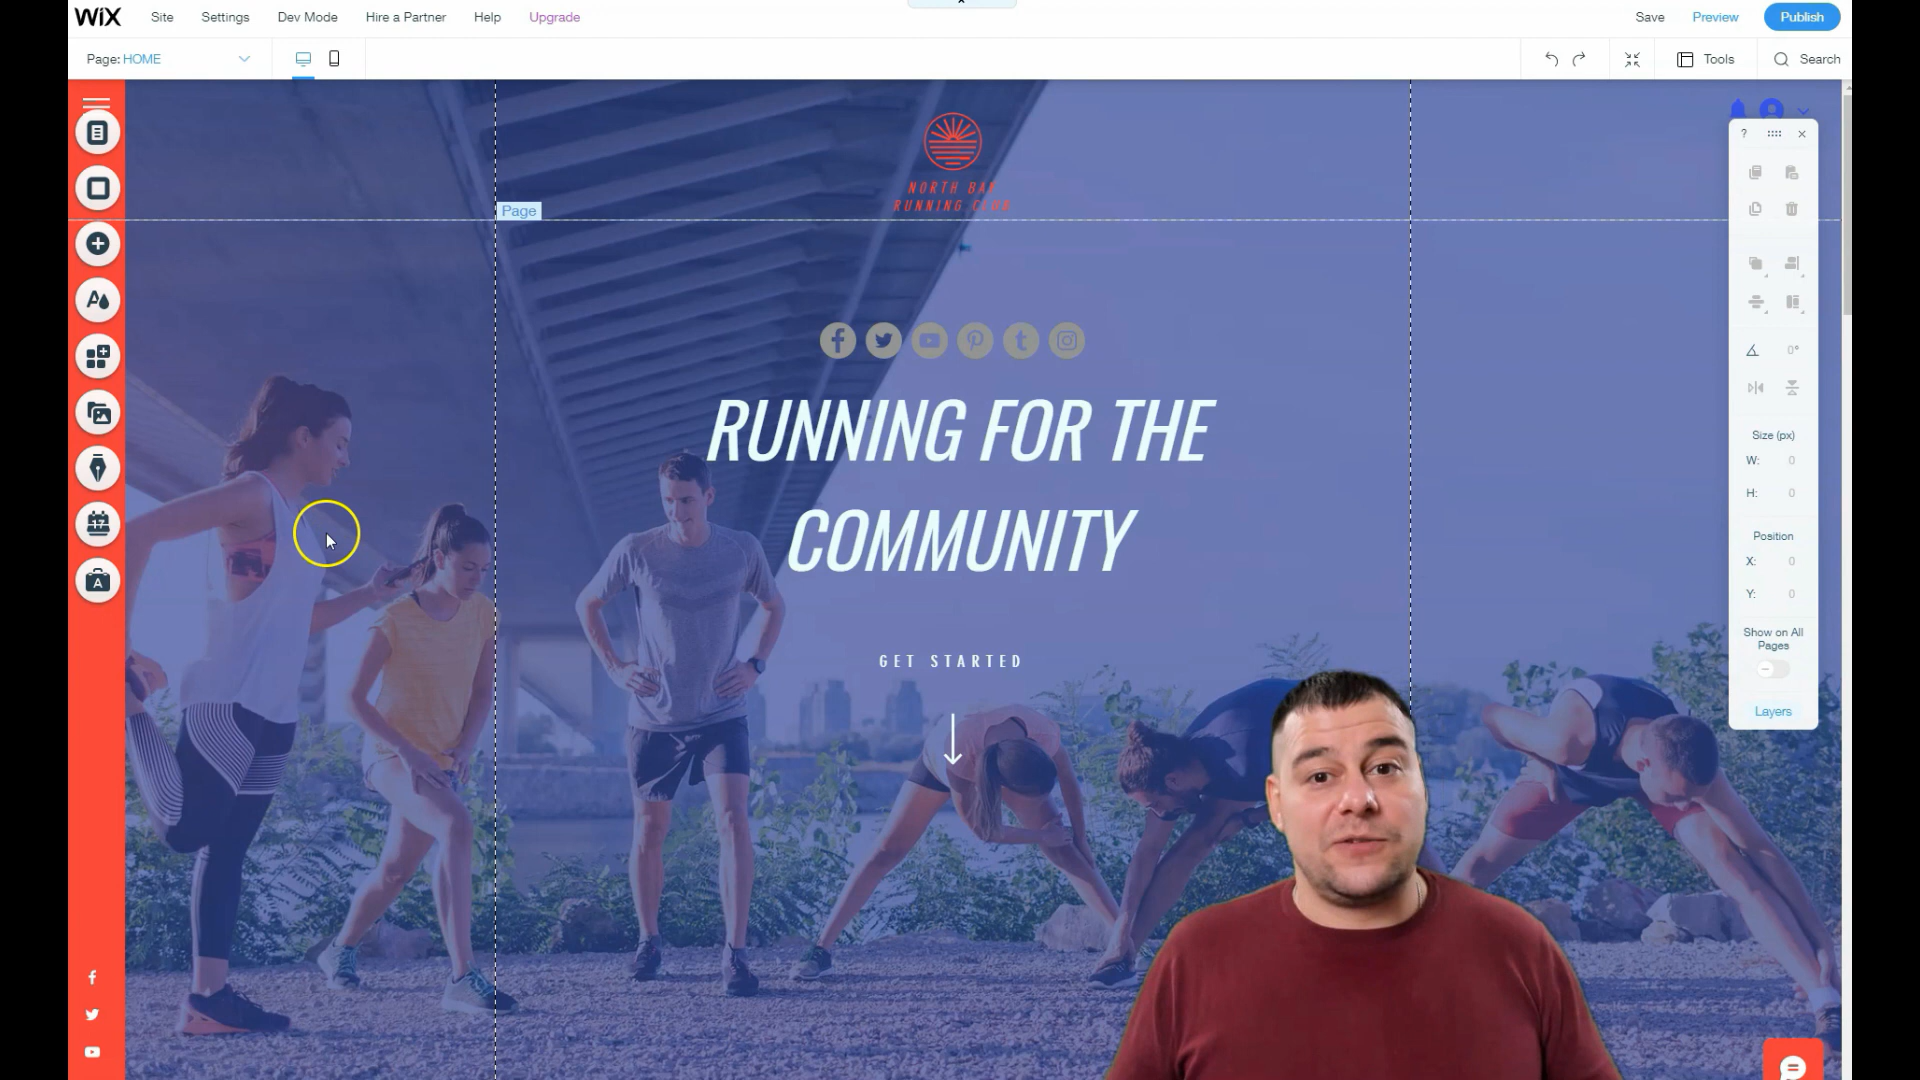 WiX Site Settings Dev Mode Hire a Partner Help Upgrade Save Preview Publish
Page: HOME Tools Search
NORTH BAY
RUNNING CLUB
Page
RUNNING FOR THE
COMMUNITY
GET STARTED
?
0°
Size (px)
W: 0
H: 0
Position
X: 0
Y: 0
Show on All
Pages
Layers
17
A